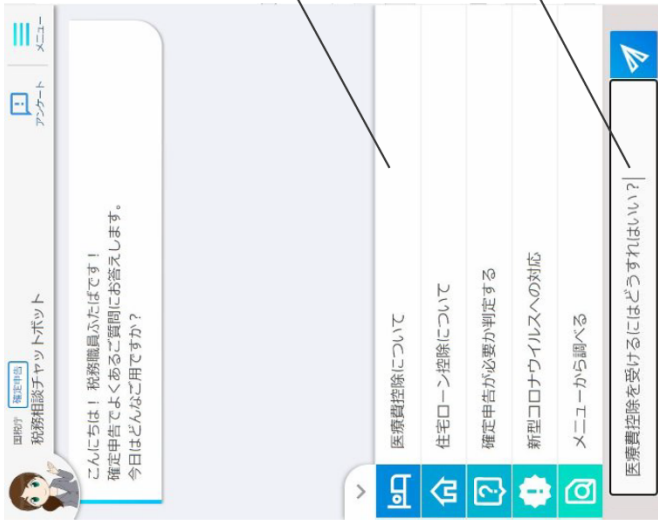 国税庁 確定申告
税務相談チャットボット
アンケート
メニュー
こんにちは！ 税務職員ふたばです！
確定申告でよくあるご質問にお答えします。
今日はどんなご用ですか？
医療費控除について
住宅ローン控除について
確定申告が必要か判定する
新型コロナウイルスへの対応
メニューから調べる
医療費控除を受けるにはどうすればいい？